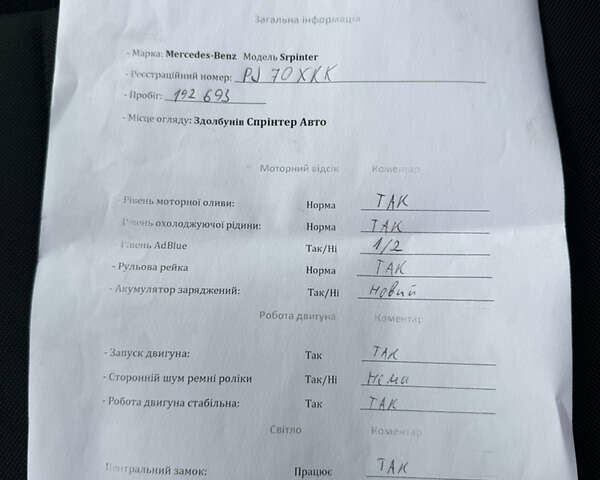 Загальна інформація
- Марка: Mercedes-Benz Модель Srpinter
- Реєстраційний номер: PJ 70XKK
- Пробіг: 192 693
- Місце огляду: Здолбунів Спрінтер Авто
Моторний відсік Коментар
- Рівень моторної оливи: Норма ТАК
- Рівень охолоджуючої рідини: Норма ТАК
- Рівень AdBlue Так/Ні 1/2
- Рульова рейка Норма ТАК
- Акумулятор заряджений: Так/Ні Новий
Робота двигуна Коментар
- Запуск двигуна: Так ТАК
- Сторонній шум ремні роліки Так/Ні Нема
- Робота двигуна стабільна: Так ТАК
Світло Коментар
Центральний замок: Працює ТАК